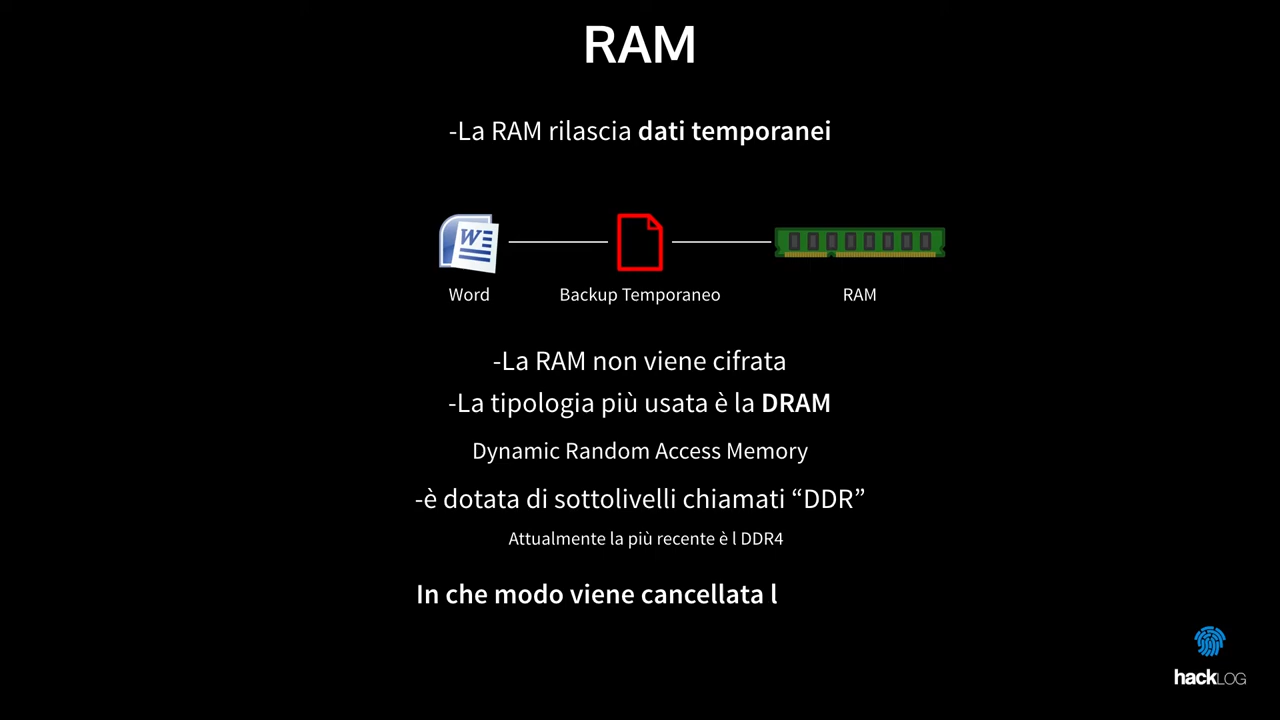 RAM
-La RAM rilascia dati temporanei
Word
Backup Temporaneo
RAM
-La RAM non viene cifrata
-La tipologia più usata è la DRAM
Dynamic Random Access Memory
-è dotata di sottolivelli chiamati “DDR”
Attualmente la più recente è l DDR4
In che modo viene cancellata l
hackLOG